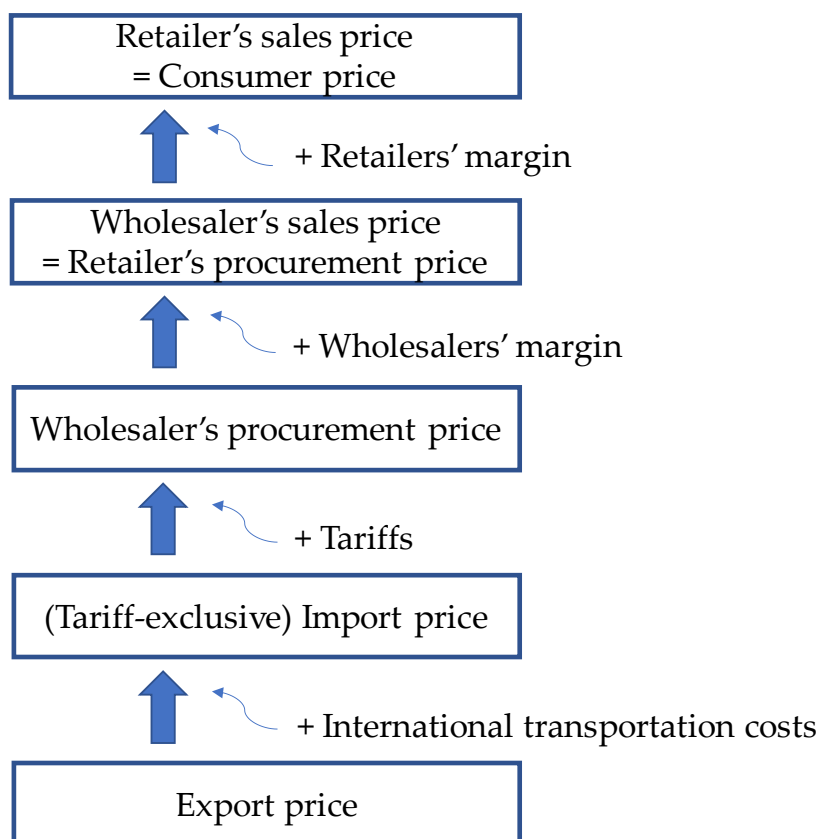 Retailer’s sales price
= Consumer price
+ Retailers’ margin
Wholesaler’s sales price
= Retailer’s procurement price
+ Wholesalers’ margin
Wholesaler’s procurement price
+ Tariffs
(Tariff-exclusive) Import price
+ International transportation costs
Export price